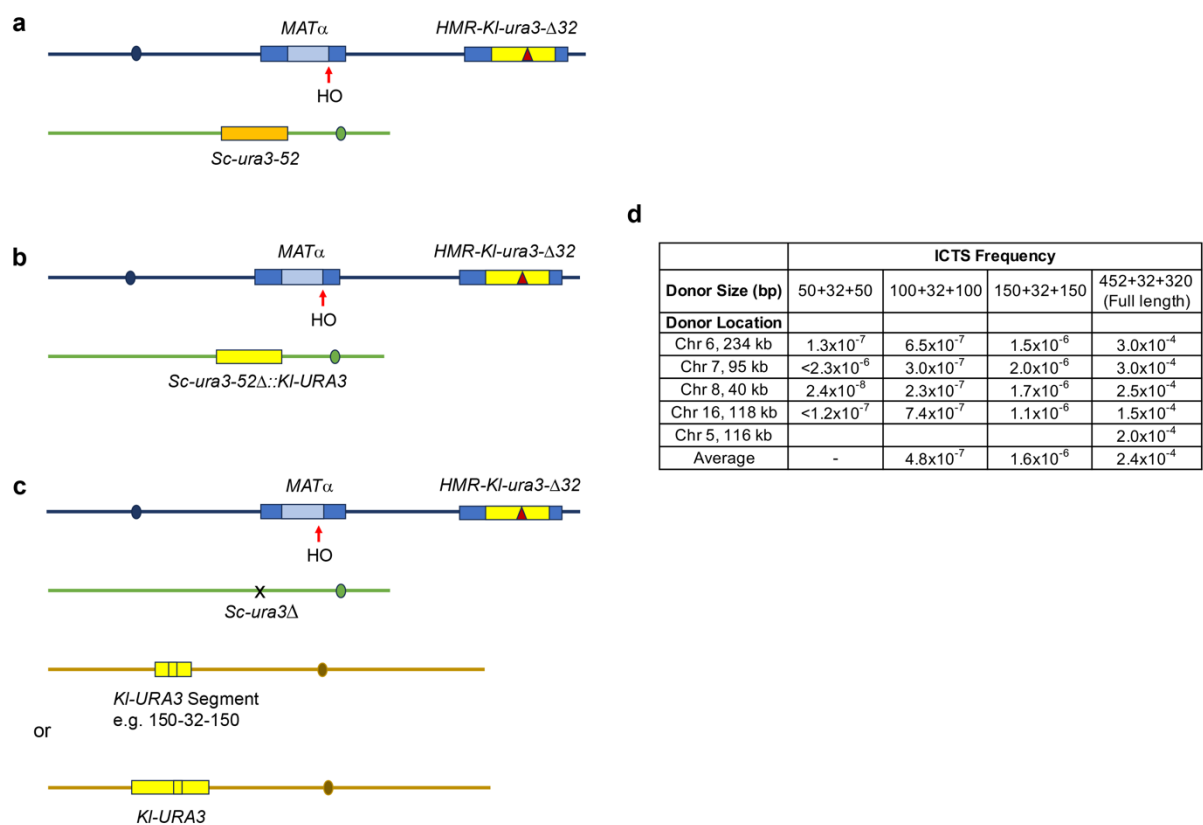 a
MATα HMR-Kl-ura3-Δ32
HO
Sc-ura3-52
b
MATα HMR-Kl-ura3-Δ32
HO
Sc-ura3-52Δ::Kl-URA3
c
MATα HMR-Kl-ura3-Δ32
HO
x
Sc-ura3Δ
Kl-URA3 Segment
e.g. 150-32-150
or
Kl-URA3
d
ICTS Frequency
Donor Size (bp) 50+32+50 100+32+100 150+32+150 452+32+320
(Full length)
Donor Location
Chr 6, 234 kb 1.3x10⁻⁷ 6.5x10⁻⁷ 1.5x10⁻⁶ 3.0x10⁻⁴
Chr 7, 95 kb <2.3x10⁻⁶ 3.0x10⁻⁷ 2.0x10⁻⁶ 3.0x10⁻⁴
Chr 8, 40 kb 2.4x10⁻⁸ 2.3x10⁻⁷ 1.7x10⁻⁶ 2.5x10⁻⁴
Chr 16, 118 kb <1.2x10⁻⁷ 7.4x10⁻⁷ 1.1x10⁻⁶ 1.5x10⁻⁴
Chr 5, 116 kb 2.0x10⁻⁴
Average - 4.8x10⁻⁷ 1.6x10⁻⁶ 2.4x10⁻⁴